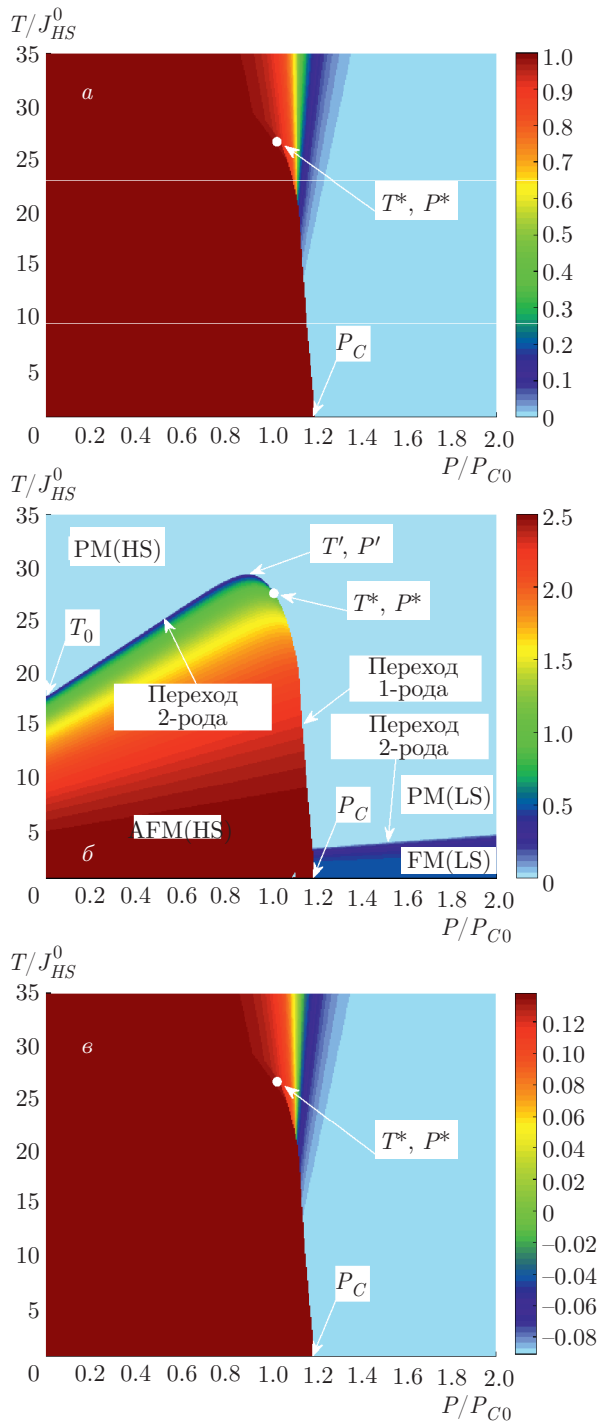 T/J⁰_HS
35
30
25
20
15
10
5
0
а
T*, P*
P_C
0.2 0.4 0.6 0.8 1.0 1.2 1.4 1.6 1.8 2.0
P/P_C0
1.0
0.9
0.8
0.7
0.6
0.5
0.4
0.3
0.2
0.1
0
T/J⁰_HS
35
30
25
20
15
10
5
0
PM(HS)
T′, P′
T*, P*
T₀
Переход
2-рода
Переход
1-рода
Переход
2-рода
PM(LS)
P_C
AFM(HS)
FM(LS)
б
0.2 0.4 0.6 0.8 1.0 1.2 1.4 1.6 1.8 2.0
P/P_C0
2.5
2.0
1.5
1.0
0.5
0
T/J⁰_HS
35
30
25
20
15
10
5
0
в
T*, P*
P_C
0.2 0.4 0.6 0.8 1.0 1.2 1.4 1.6 1.8 2.0
P/P_C0
0.12
0.10
0.08
0.06
0.04
0.02
0
−0.02
−0.04
−0.06
−0.08